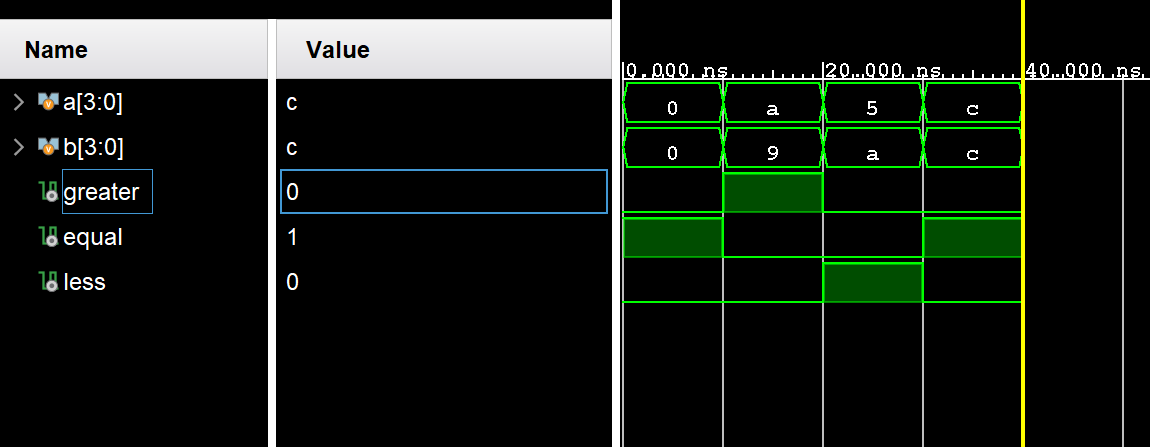 Name Value
0.000 ns 20.000 ns 40.000 ns
a[3:0] c 0 a 5 c
b[3:0] c 0 9 a c
greater 0
equal 1
less 0